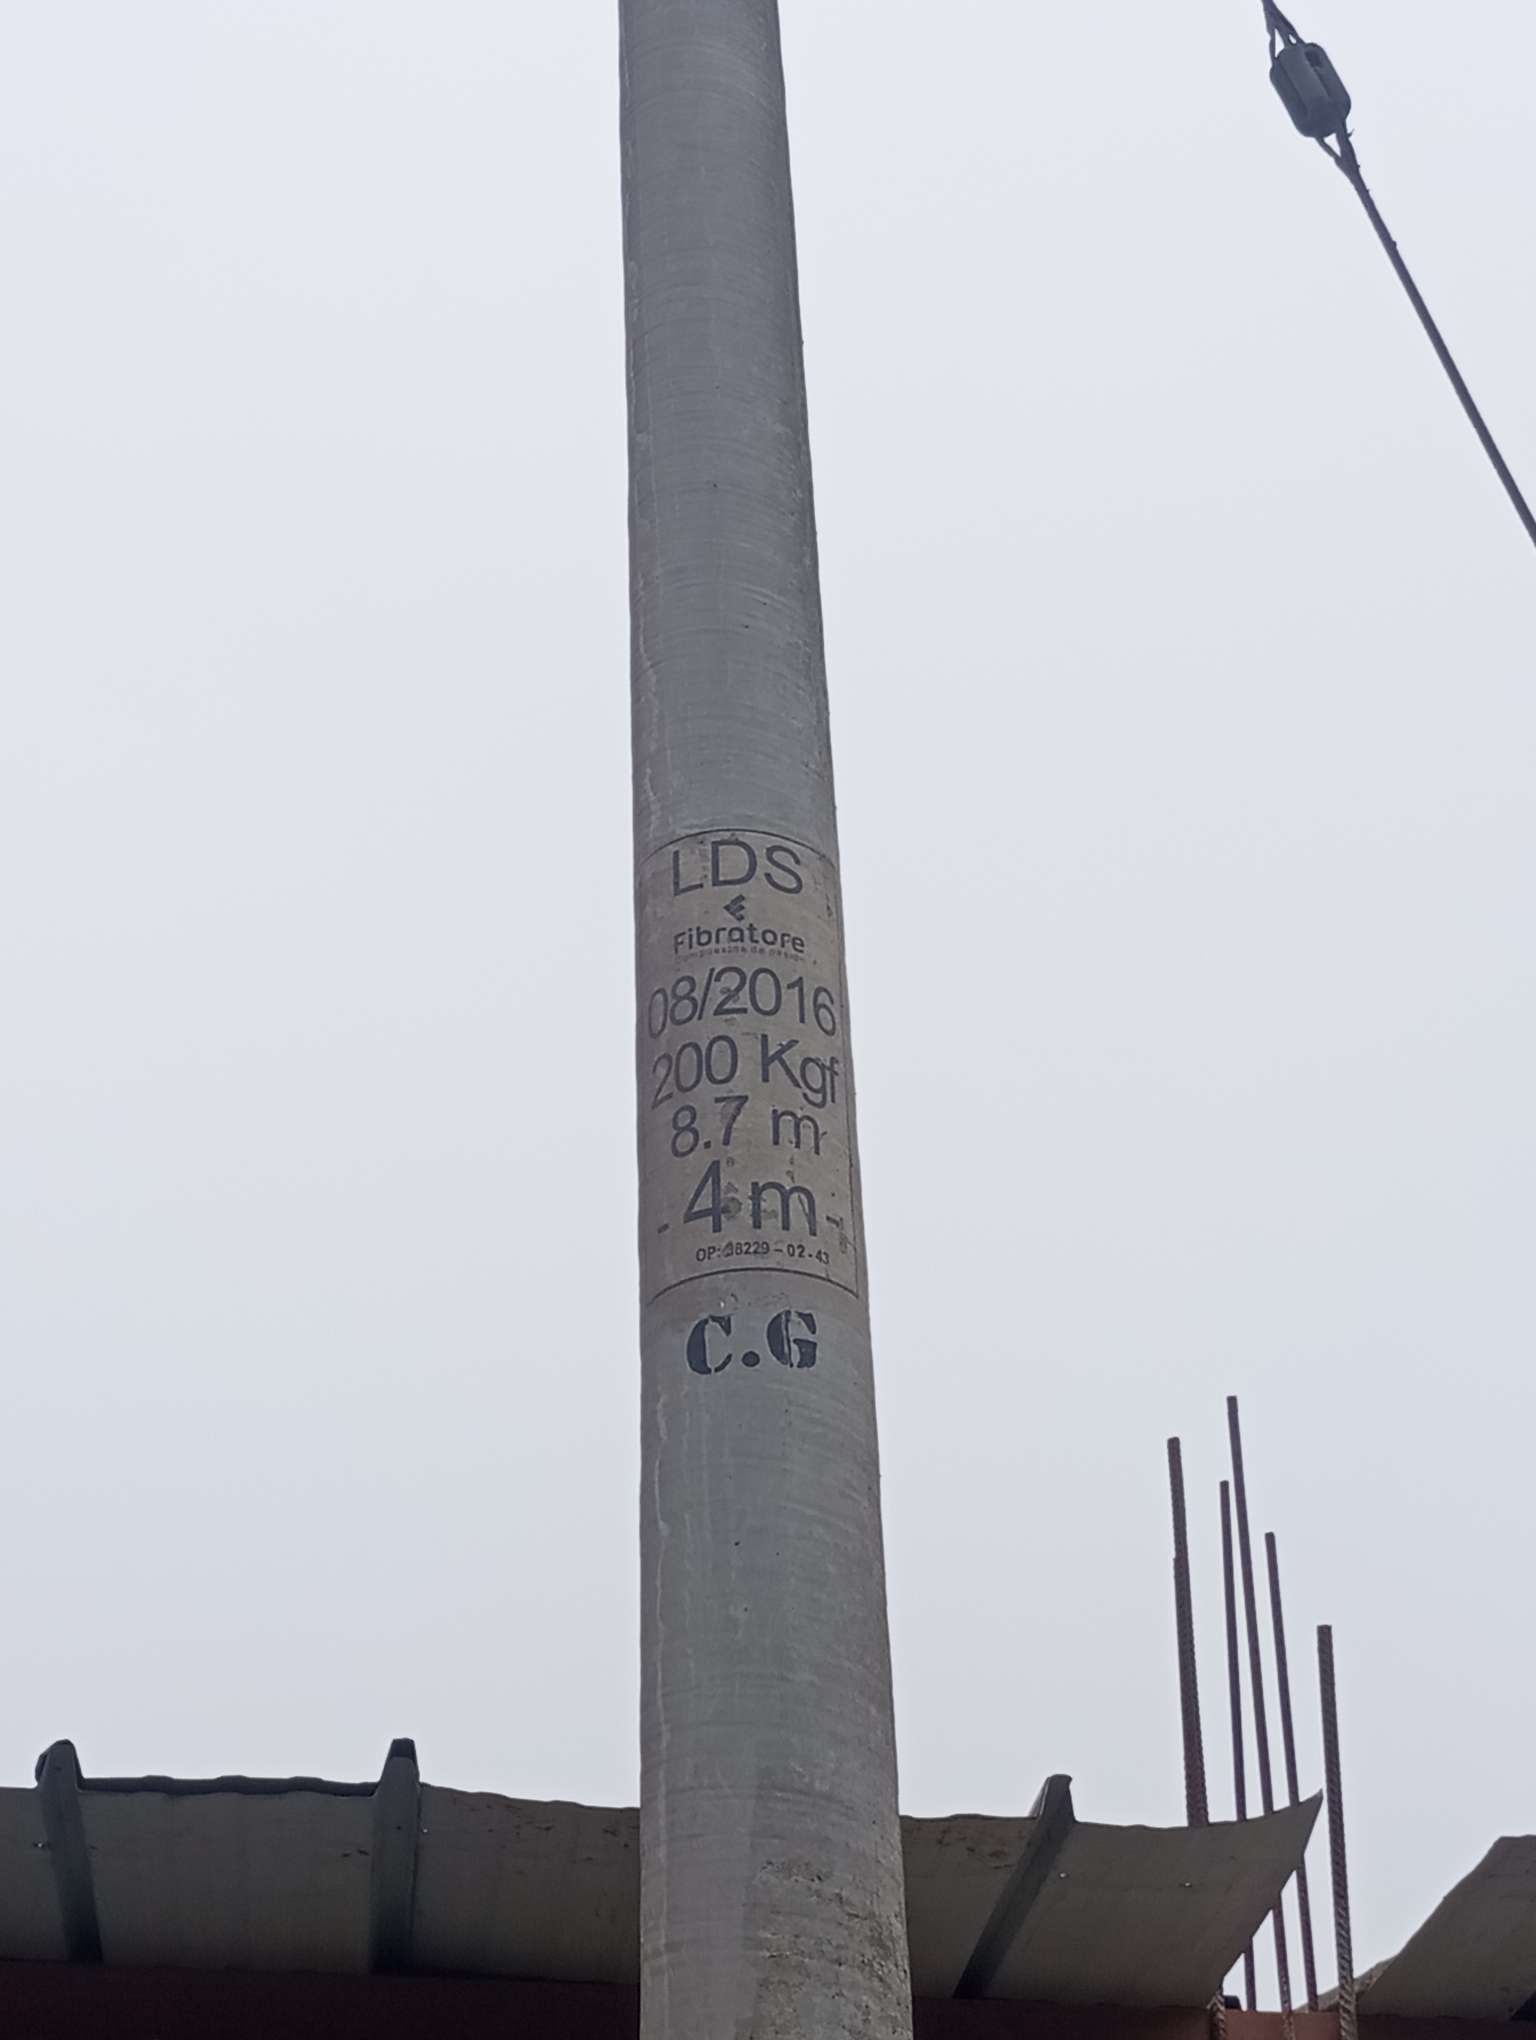 LDS
Fibratore
08/2016
200 Kgf
8.7 m
- 4 m -
C.G